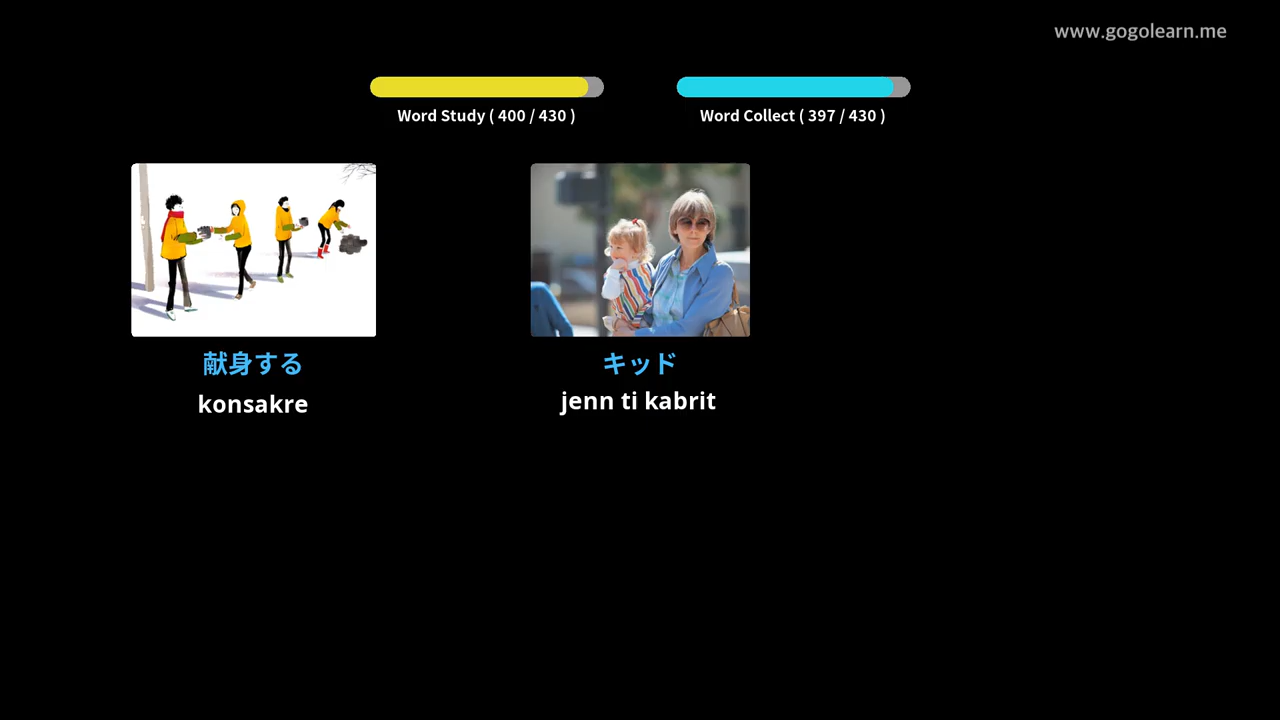 www.gogolearn.me
Word Study ( 400 / 430 )
Word Collect ( 397 / 430 )
献身する
konsakre
キッド
jenn ti kabrit